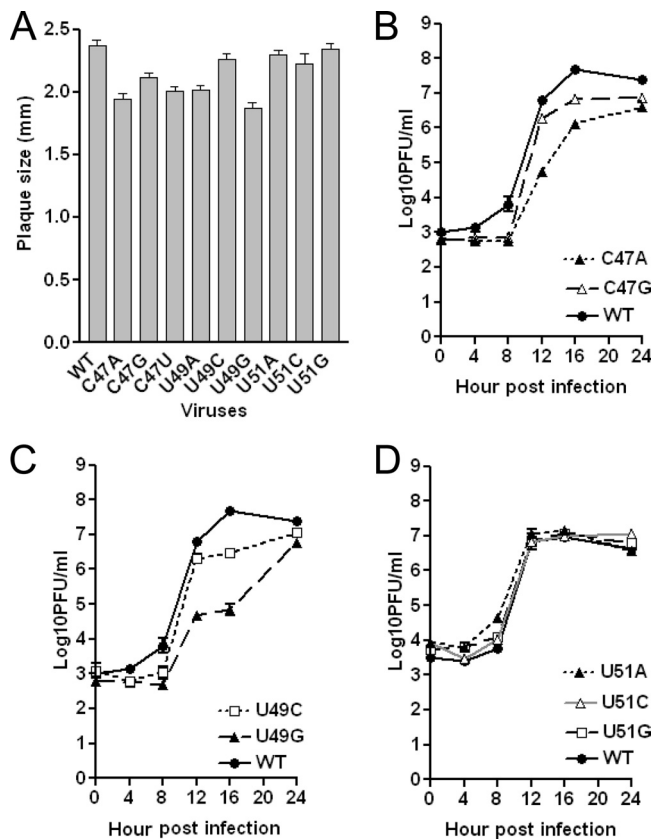 A
Plaque size (mm)
2.5
2.0
1.5
1.0
0.5
0.0
WT
C47A
C47G
C47U
U49A
U49C
U49G
U51A
U51C
U51G
Viruses
B
Log10PFU/ml
9
8
7
6
5
4
3
2
1
0
0 4 8 12 16 20 24
Hour post infection
C47A
C47G
WT
C
Log10PFU/ml
9
8
7
6
5
4
3
2
1
0
0 4 8 12 16 20 24
Hour post infection
U49C
U49G
WT
D
Log10PFU/ml
9
8
7
6
5
4
3
2
1
0
0 4 8 12 16 20 24
Hour post infection
U51A
U51C
U51G
WT